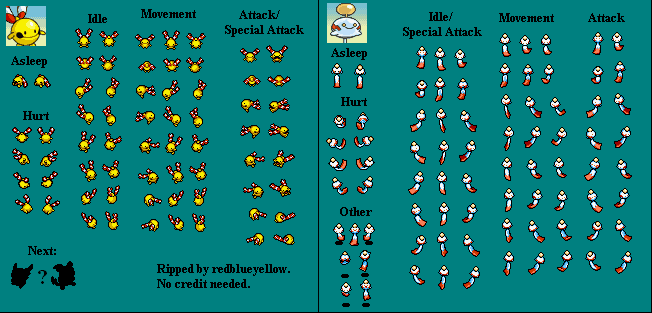 Idle
Movement
Attack/
Special Attack
Asleep
Hurt
Next:
?
Ripped by redblueyellow.
No credit needed.
Idle/
Special Attack
Movement
Attack
Asleep
Hurt
Other